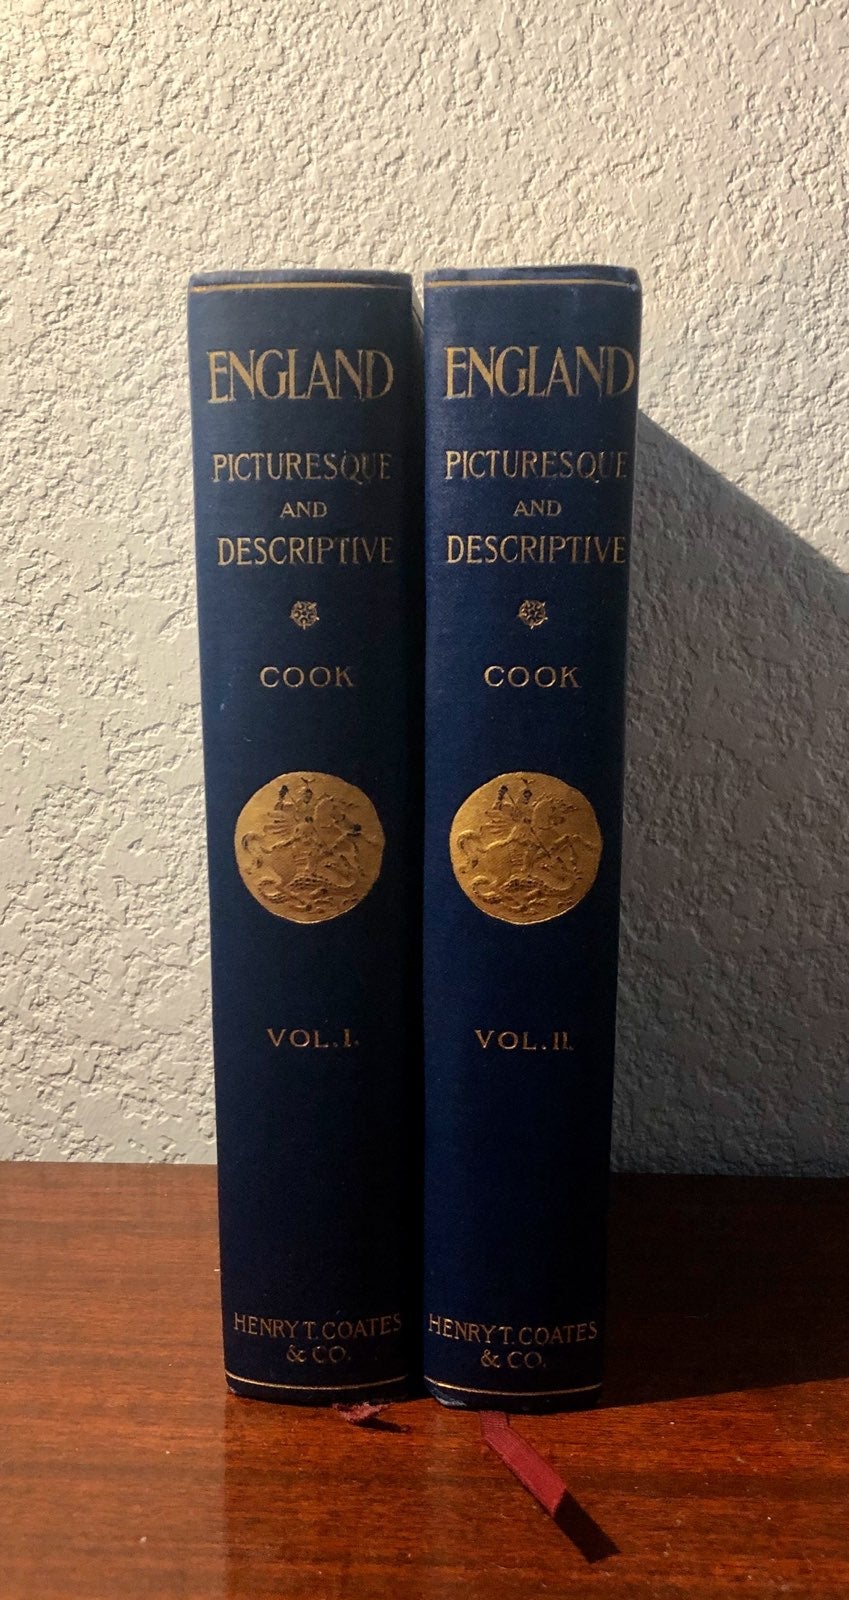 ENGLAND
PICTURESQUE
AND
DESCRIPTIVE
COOK
VOL. I.
HENRY T. COATES
& CO.
ENGLAND
PICTURESQUE
AND
DESCRIPTIVE
COOK
VOL. II.
HENRY T. COATES
& CO.